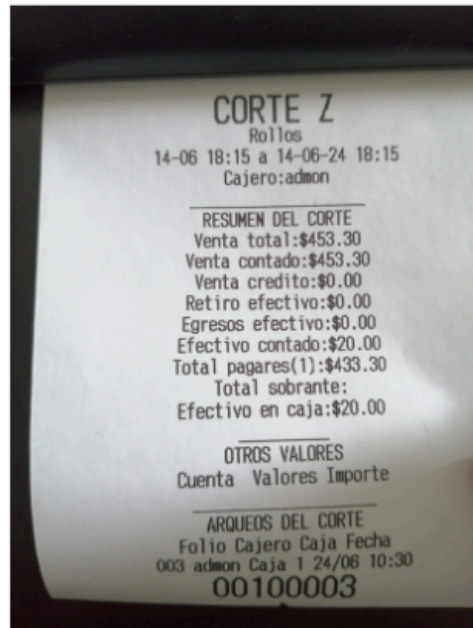 CORTE Z
Rollos
14-06 18:15 a 14-06-24 18:15
Cajero:admon
RESUMEN DEL CORTE
Venta total:$453.30
Venta contado:$453.30
Venta credito:$0.00
Retiro efectivo:$0.00
Egresos efectivo:$0.00
Efectivo contado:$20.00
Total pagares(1):$433.30
Total sobrante:
Efectivo en caja:$20.00
OTROS VALORES
Cuenta Valores Importe
ARQUEOS DEL CORTE
Folio Cajero Caja Fecha
003 admon Caja 1 24/06 10:30
00100003